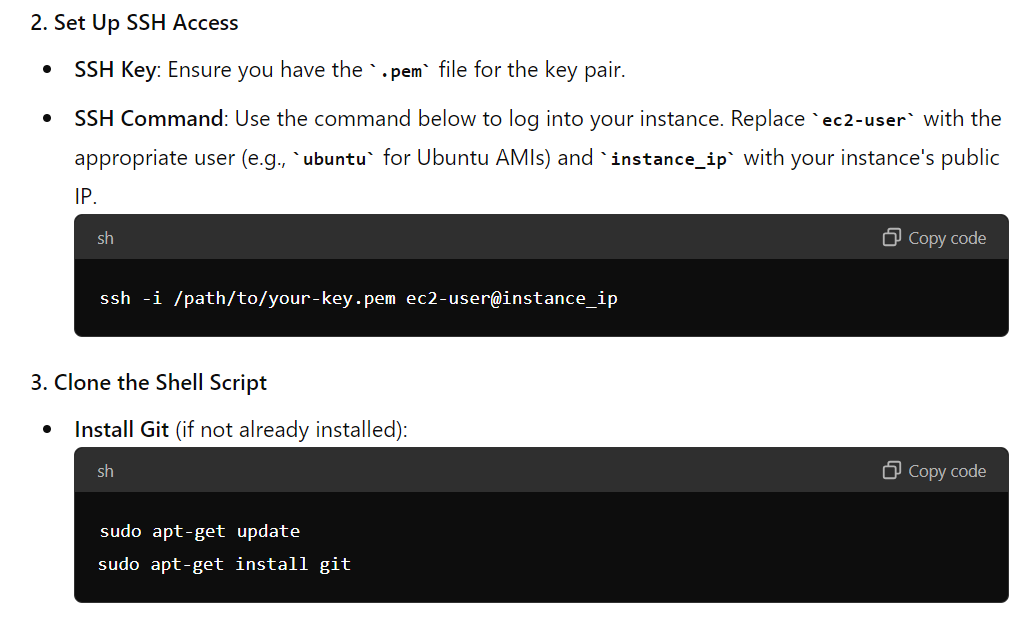 2. Set Up SSH Access
• SSH Key: Ensure you have the `.pem` file for the key pair.
• SSH Command: Use the command below to log into your instance. Replace `ec2-user` with the
appropriate user (e.g., `ubuntu` for Ubuntu AMIs) and `instance_ip` with your instance's public
IP.
sh Copy code
ssh -i /path/to/your-key.pem ec2-user@instance_ip
3. Clone the Shell Script
• Install Git (if not already installed):
sh Copy code
sudo apt-get update
sudo apt-get install git